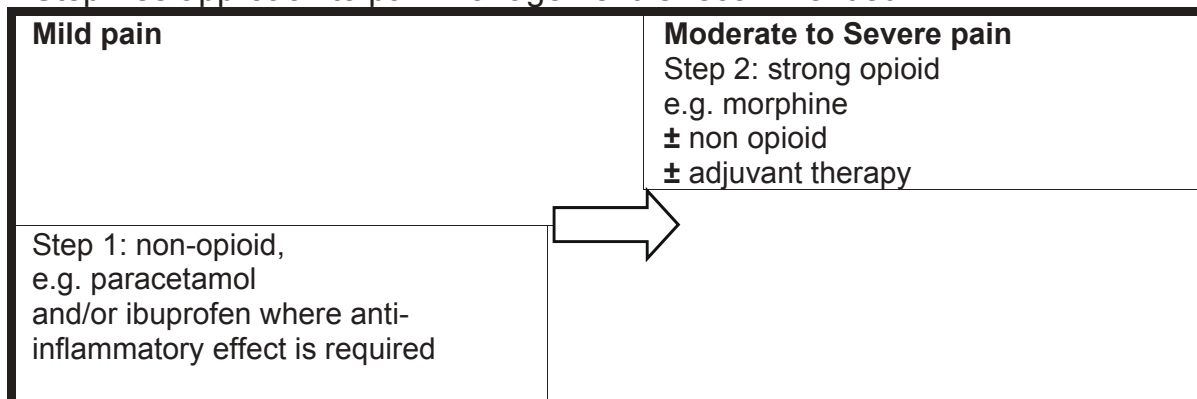 Mild pain
Step 1: non-opioid,
e.g. paracetamol
and/or ibuprofen where anti-
inflammatory effect is required
Moderate to Severe pain
Step 2: strong opioid
e.g. morphine
± non opioid
± adjuvant therapy